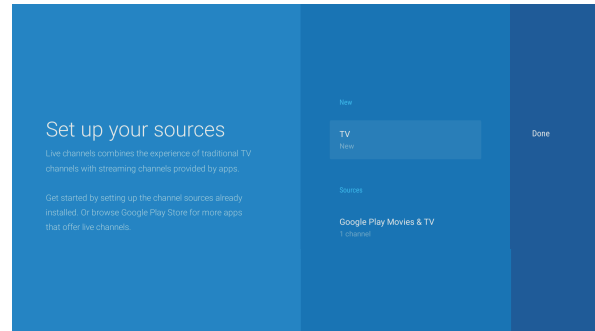 Set up your sources
Live channels combines the experience of traditional TV
channels with streaming channels provided by apps.
Get started by setting up the channel sources already
installed. Or browse Google Play Store for more apps
that offer live channels.
New
TV
New
Sources
Google Play Movies & TV
1 channel
Done